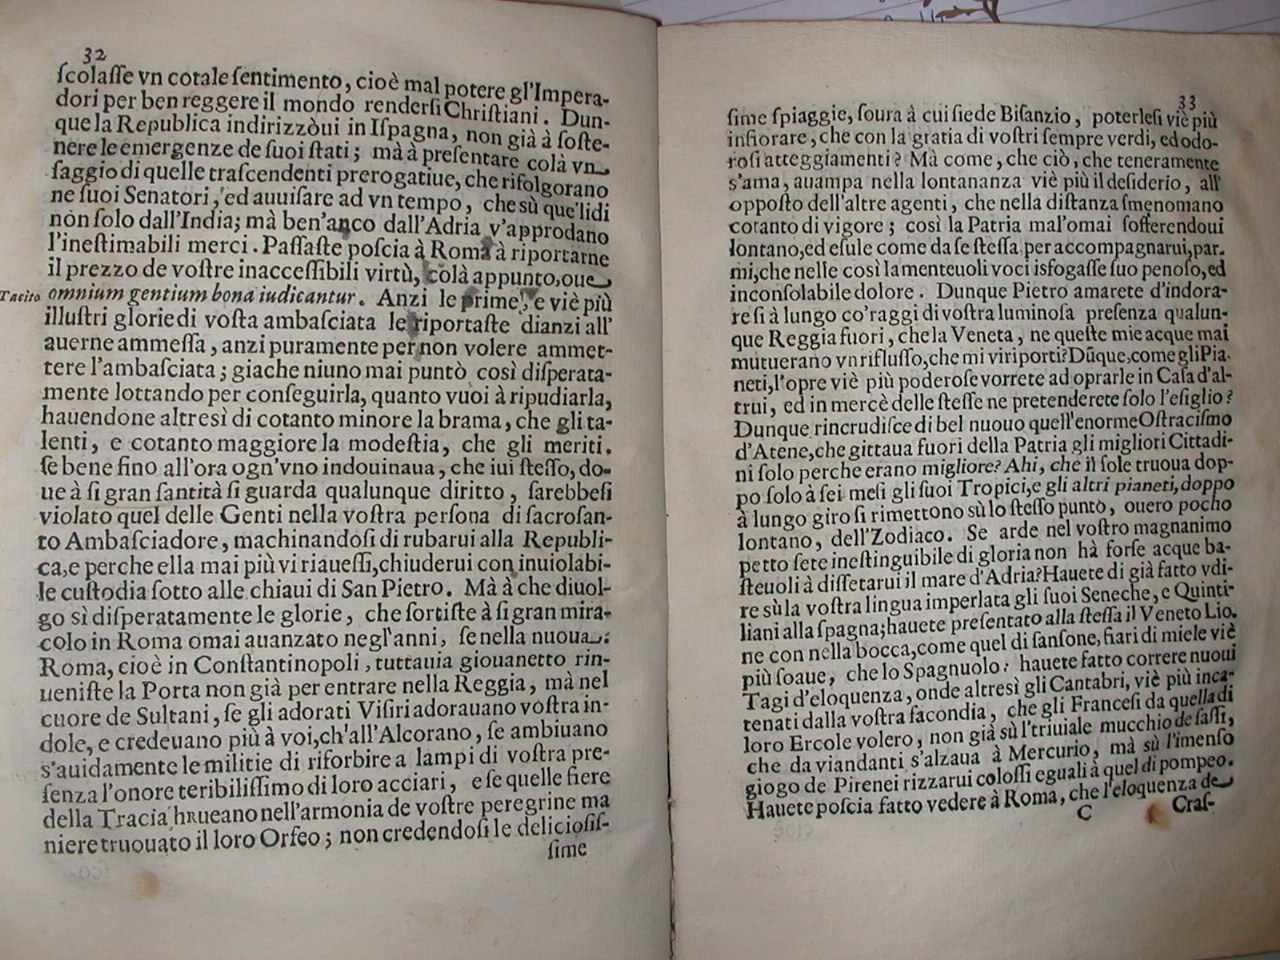 32
ſcolaſſe vn cotale ſentimento, cioè mal potere gl'Impera-
dori per ben reggere il mondo renderſi Chriſtiani. Dun-
que la Republica indirizzòui in Iſpagna, non già à ſoſte-
nere le emergenze de ſuoi ſtati; mà à preſentare colà vn
ſaggio di quelle traſcendenti prerogatiue, che rifolgorano
ne ſuoi Senatori, ed auuiſare ad vn tempo, che sù que'lidi
non ſolo dall'India; mà ben'anco dall'Adria v'approdano
l'ineſtimabili merci. Paſſaſte poſcia à Roma à riportarne
il prezzo de voſtre inacceſſibili virtù, colà appunto, oue
Tacito omnium gentium bona iudicantur. Anzi le prime, e viè più
illuſtri glorie di voſta ambaſciata le riportaſte dianzi all'
auerne ammeſſa, anzi puramente per non volere ammet-
tere l'ambaſciata; giache niuno mai puntò così diſperata-
mente lottando per conſeguirla, quanto vuoi à ripudiarla,
hauendone altresì di cotanto minore la brama, che gli ta-
lenti, e cotanto maggiore la modeſtia, che gli meriti.
ſe bene fino all'ora ogn'vno indouinaua, che iui ſteſſo, do-
ue à ſi gran ſantità ſi guarda qualunque diritto, ſarebbeſi
violato quel delle Genti nella voſtra perſona di ſacroſan-
to Ambaſciadore, machinandoſi di rubarui alla Republi-
ca, e perche ella mai più vi riaueſſi, chiuderui con inuiolabi-
le cuſtodia ſotto alle chiaui di San Pietro. Mà à che diuol-
go sì diſperatamente le glorie, che ſortiſte à ſi gran mira-
colo in Roma omai auanzato negl'anni, ſe nella nuoua
Roma, cioè in Conſtantinopoli, tuttauia giouanetto rin-
ueniſte la Porta non già per entrare nella Reggia, mà nel
cuore de Sultani, ſe gli adorati Viſiri adorauano voſtra in-
dole, e credeuano più à voi, ch'all'Alcorano, ſe ambiuano
s'auidamente le militie di riforbire a lampi di voſtra pre-
ſenza l'onore teribiliſſimo di loro acciari, e ſe quelle fiere
della Tracia hrueano nell'armonia de voſtre peregrine ma
niere truouato il loro Orfeo; non credendoſi le delicioſiſ-
ſime
33
ſime ſpiaggie, ſoura à cui ſiede Biſanzio, poterleſi viè più
infiorare, che con la gratia di voſtri ſempre verdi, ed odo-
roſi atteggiamenti? Mà come, che ciò, che teneramente
s'ama, auampa nella lontananza viè più il deſiderio, all'
oppoſto dell'altre agenti, che nella diſtanza ſmenomano
cotanto di vigore; così la Patria mal'omai ſofferendoui
lontano, ed eſule come da ſe ſteſſa per accompagnarui, par-
mi, che nelle così lamenteuoli voci isfogaſſe ſuo penoſo, ed
inconſolabile dolore. Dunque Pietro amarete d'indora-
re ſi à lungo co'raggi di voſtra luminoſa preſenza qualun-
que Reggia fuori, che la Veneta, ne queſte mie acque mai
mutuerano vn rifluſſo, che mi vi riporti? Dũque, come gli Pia-
neti, l'opre viè più poderoſe vorrete ad oprarle in Caſa d'al-
trui, ed in mercè delle ſteſſe ne pretenderete ſolo l'eſiglio?
Dunque rincrudiſce di bel nuouo quell'enorme Oſtraciſmo
d'Atene, che gittaua fuori della Patria gli migliori Cittadi-
ni ſolo perche erano migliore? Ahi, che il ſole truoua dop-
po ſolo à ſei meſi gli ſuoi Tropici, e gli altri pianeti, doppo
à lungo giro ſi rimettono sù lo ſteſſo punto, ouero pocho
lontano, dell'Zodiaco. Se arde nel voſtro magnanimo
petto ſete ineſtinguibile di gloria non hà forſe acque ba-
ſteuoli à diſſetarui il mare d'Adria? Hauete di già fatto vdi-
re sù la voſtra lingua imperlata gli ſuoi Seneche, e Quinti-
liani alla ſpagna; hauete preſentato alla ſteſſa il Veneto Lio-
ne con nella bocca, come quel di ſanſone, fiari di miele viè
più ſoaue, che lo Spagnuolo: hauete fatto correre nuoui
Tagi d'eloquenza, onde altresì gli Cantabri, viè più inca-
tenati dalla voſtra facondia, che gli Franceſi da quella di
loro Ercole volero, non già sù l'triuiale mucchio de ſaſſi,
che da viandanti s'alzaua à Mercurio, mà sù l'imenſo
giogo de Pirenei rizzarui coloſſi eguali à quel di pompeo.
Hauete poſcia fatto vedere à Roma, che l'eloquenza de
C Craſ-